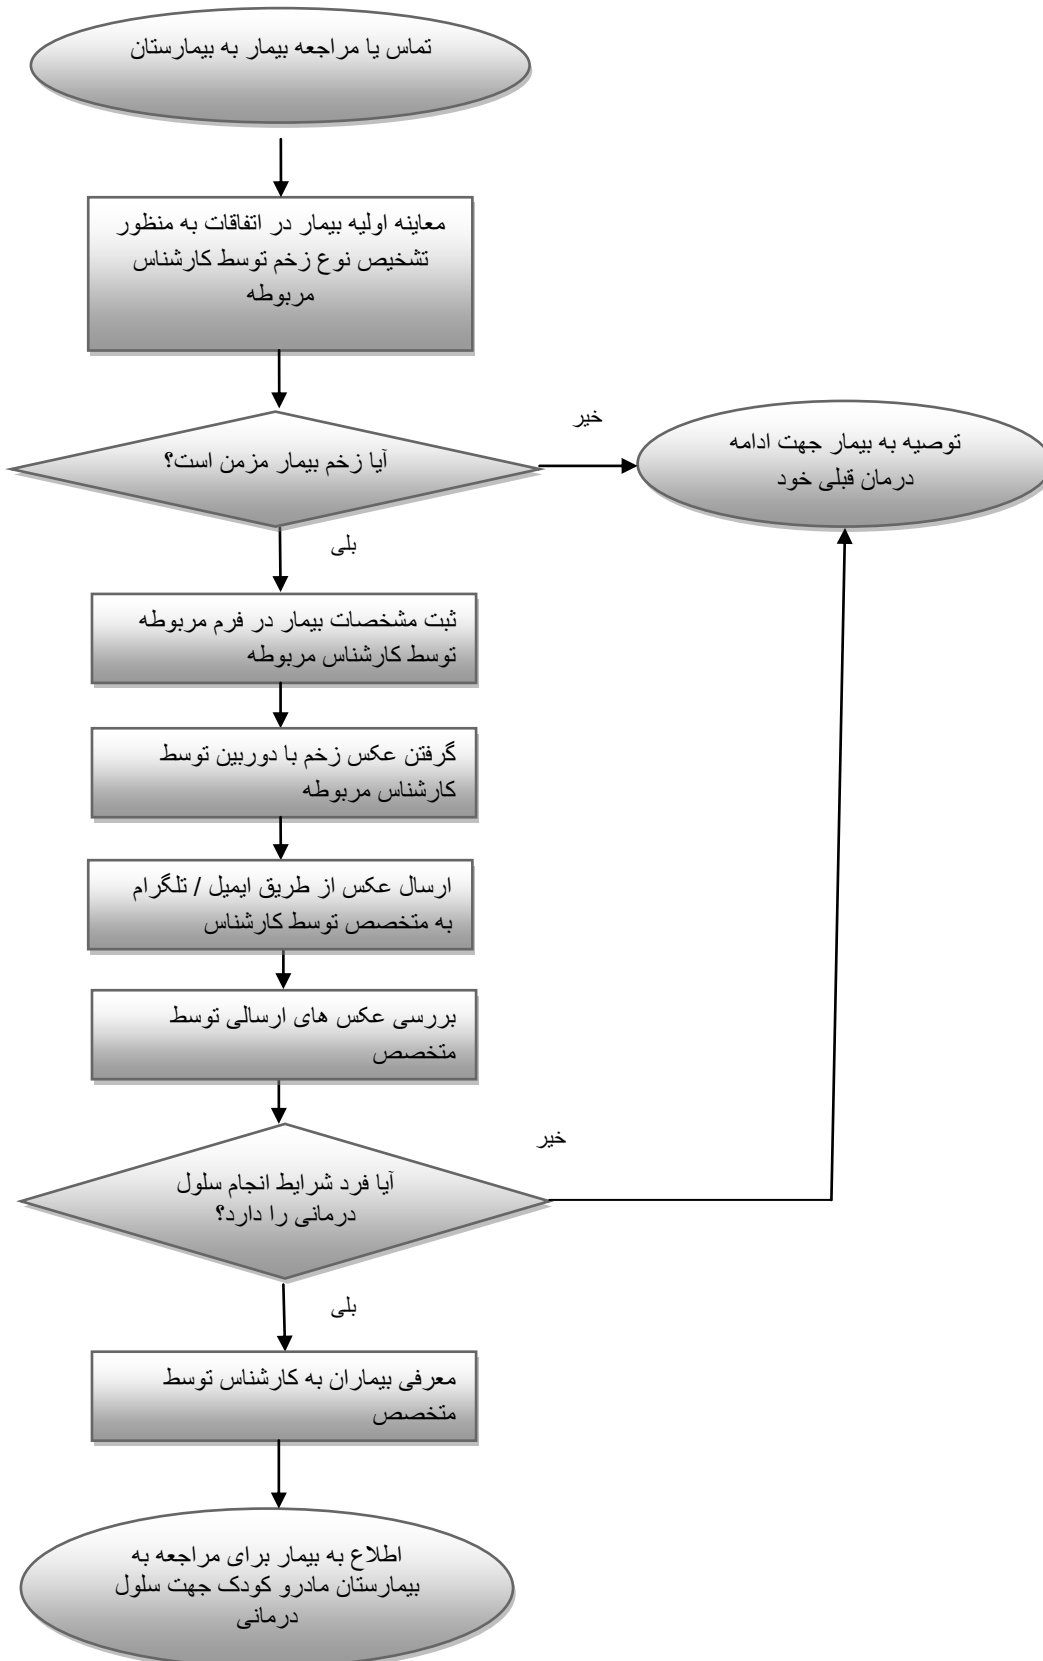 تماس یا مراجعه بیمار به بیمارستان
معاینه اولیه بیمار در اتفاقات به منظور
تشخیص نوع زخم توسط کارشناس
مربوطه
آیا زخم بیمار مزمن است؟
خیر
توصیه به بیمار جهت ادامه
درمان قبلی خود
بلی
ثبت مشخصات بیمار در فرم مربوطه
توسط کارشناس مربوطه
گرفتن عکس زخم با دوربین توسط
کارشناس مربوطه
ارسال عکس از طریق ایمیل / تلگرام
به متخصص توسط کارشناس
بررسی عکس های ارسالی توسط
متخصص
آیا فرد شرایط انجام سلول
درمانی را دارد؟
خیر
بلی
معرفی بیماران به کارشناس توسط
متخصص
اطلاع به بیمار برای مراجعه به
بیمارستان مادرو کودک جهت سلول
درمانی